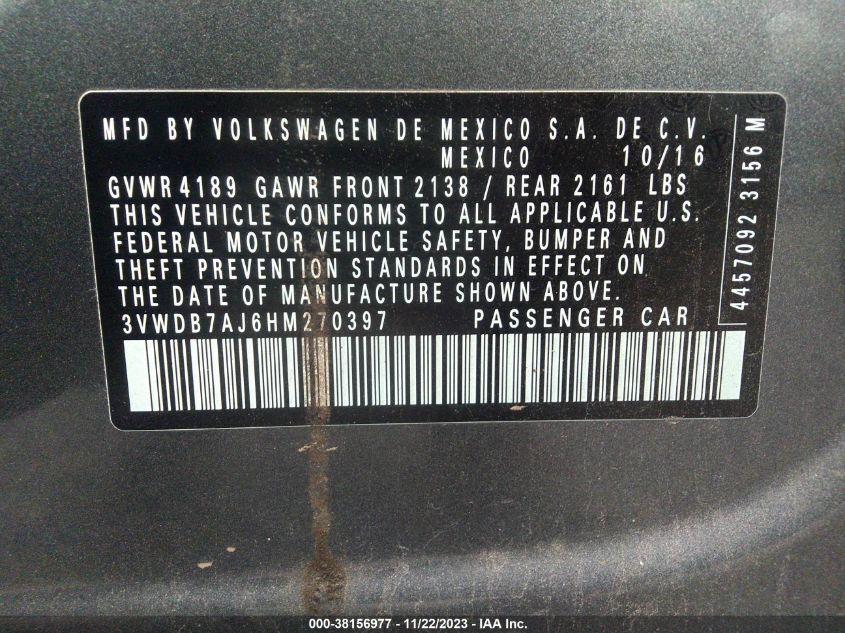 MFD BY VOLKSWAGEN DE MEXICO S.A. DE C.V.
MEXICO 10/16
GVWR 4189 GAWR FRONT 2138 / REAR 2161 LBS
THIS VEHICLE CONFORMS TO ALL APPLICABLE U.S.
FEDERAL MOTOR VEHICLE SAFETY, BUMPER AND
THEFT PREVENTION STANDARDS IN EFFECT ON
THE DATE OF MANUFACTURE SHOWN ABOVE.
3VWDB7AJ6HM270397 PASSENGER CAR
4457092 3156 M
000-38156977 - 11/22/2023 - IAA Inc.